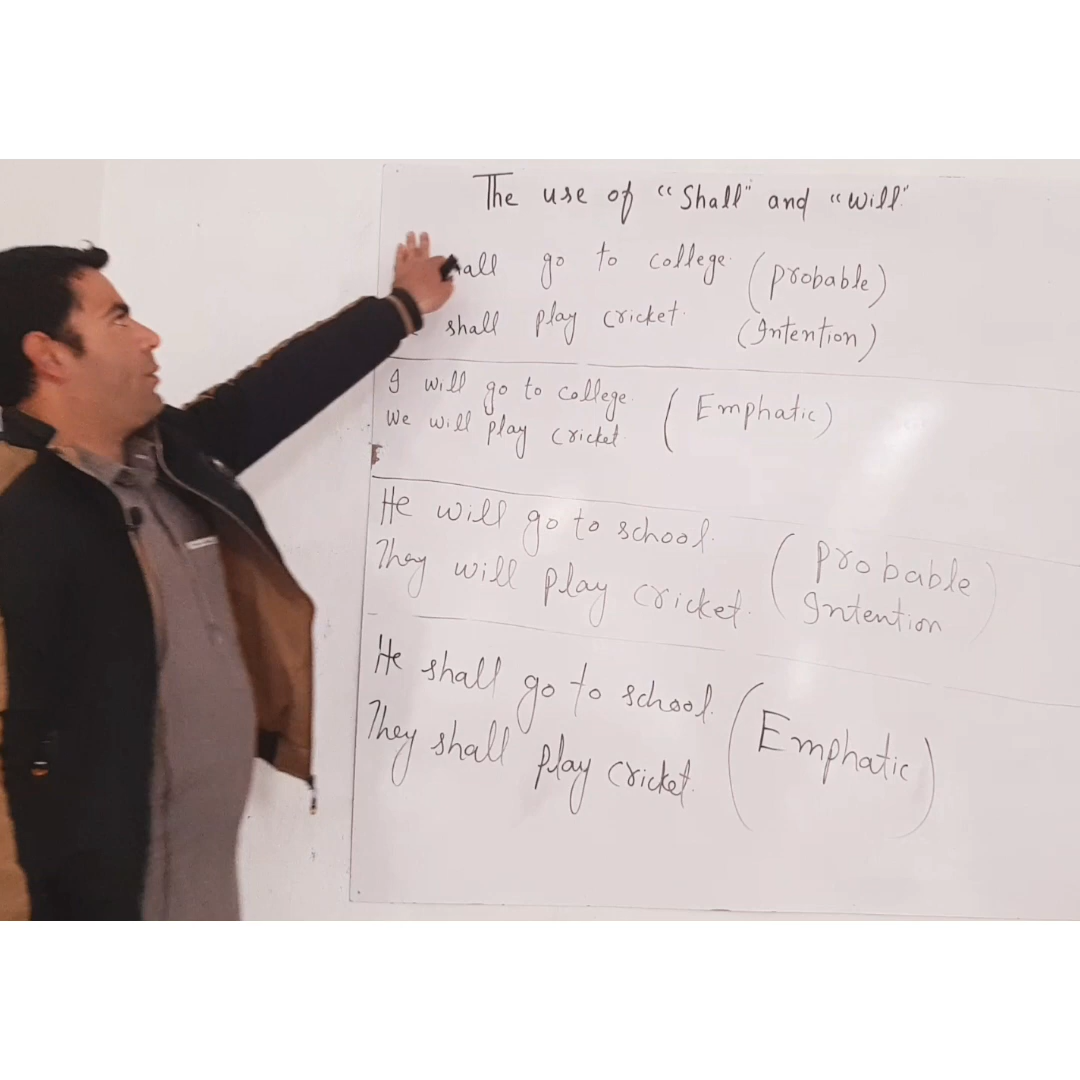 The use of "Shall" and "will"
hall go to college. (probable)
shall play cricket. (Intention)
I will go to college. (Emphatic)
We will play cricket
He will go to school. (probable
They will play cricket. Intention)
He shall go to school. (Emphatic)
They shall play cricket.